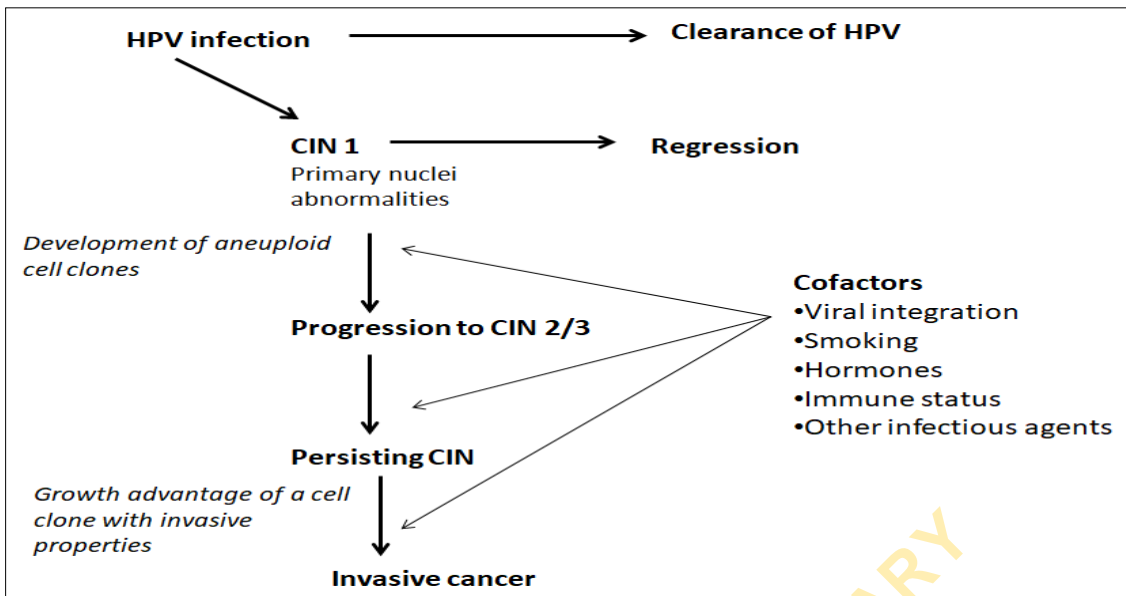 HPV infection
Clearance of HPV
CIN 1
Regression
Primary nuclei
abnormalities
Development of aneuploid
cell clones
Cofactors
•Viral integration
•Smoking
•Hormones
•Immune status
•Other infectious agents
Progression to CIN 2/3
Persisting CIN
Growth advantage of a cell
clone with invasive
properties
Invasive cancer
ARY